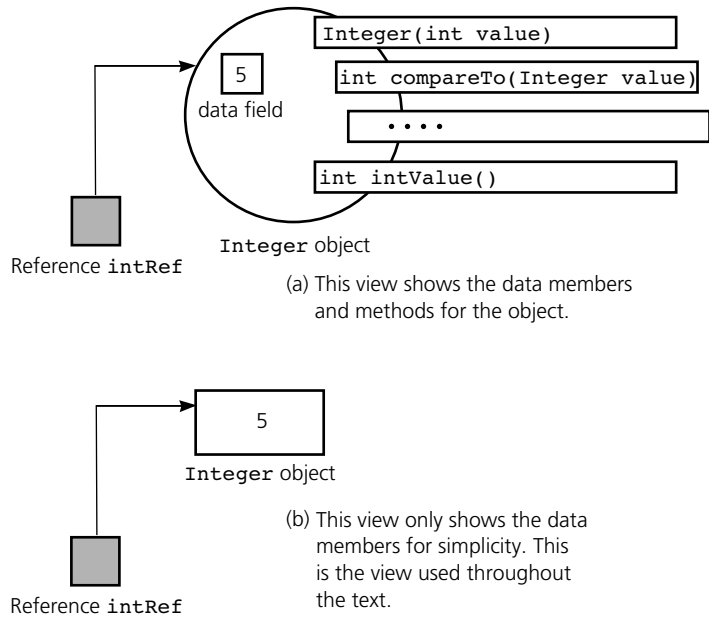 Integer(int value)
5
int compareTo(Integer value)
data field
....
int intValue()
Integer object
Reference intRef
(a) This view shows the data members
and methods for the object.
5
Integer object
(b) This view only shows the data
members for simplicity. This
is the view used throughout
the text.
Reference intRef